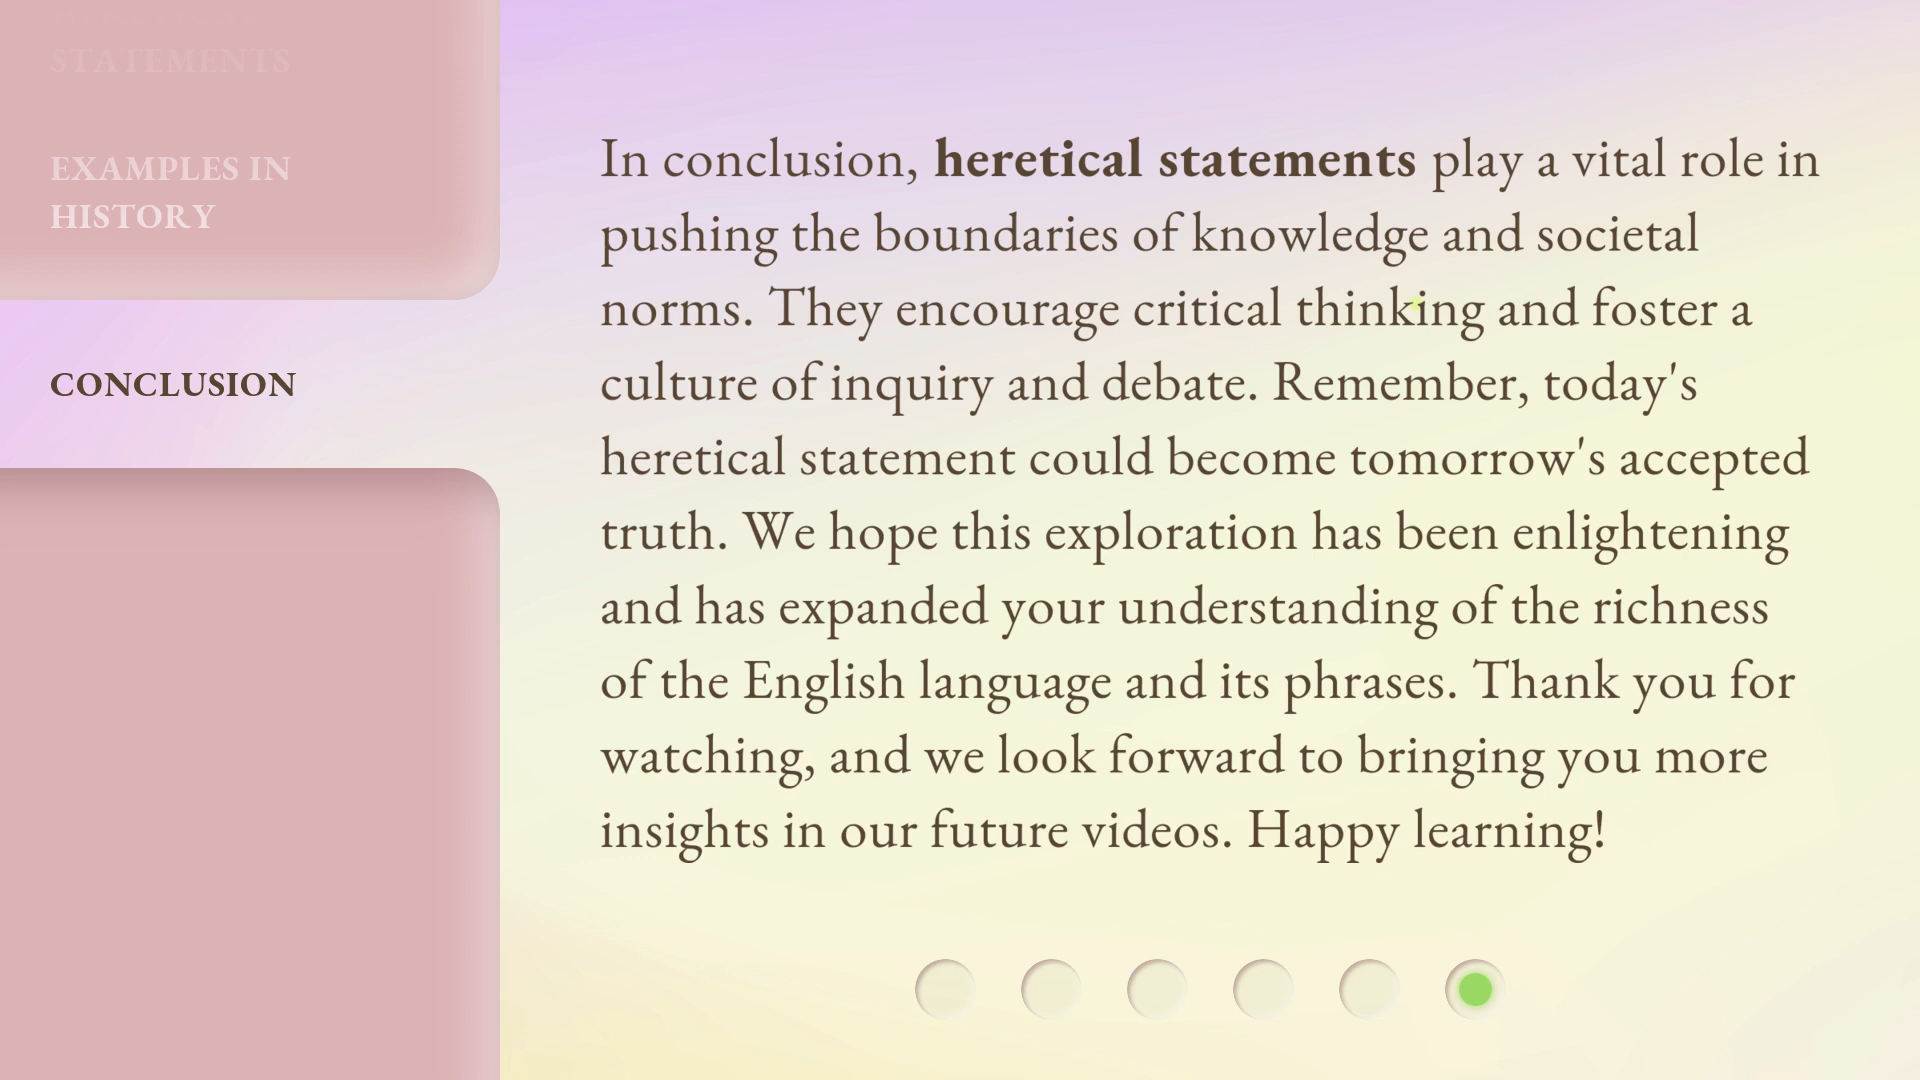 STATEMENTS
EXAMPLES IN
HISTORY
CONCLUSION
In conclusion, heretical statements play a vital role in
pushing the boundaries of knowledge and societal
norms. They encourage critical thinking and foster a
culture of inquiry and debate. Remember, today's
heretical statement could become tomorrow's accepted
truth. We hope this exploration has been enlightening
and has expanded your understanding of the richness
of the English language and its phrases. Thank you for
watching, and we look forward to bringing you more
insights in our future videos. Happy learning!